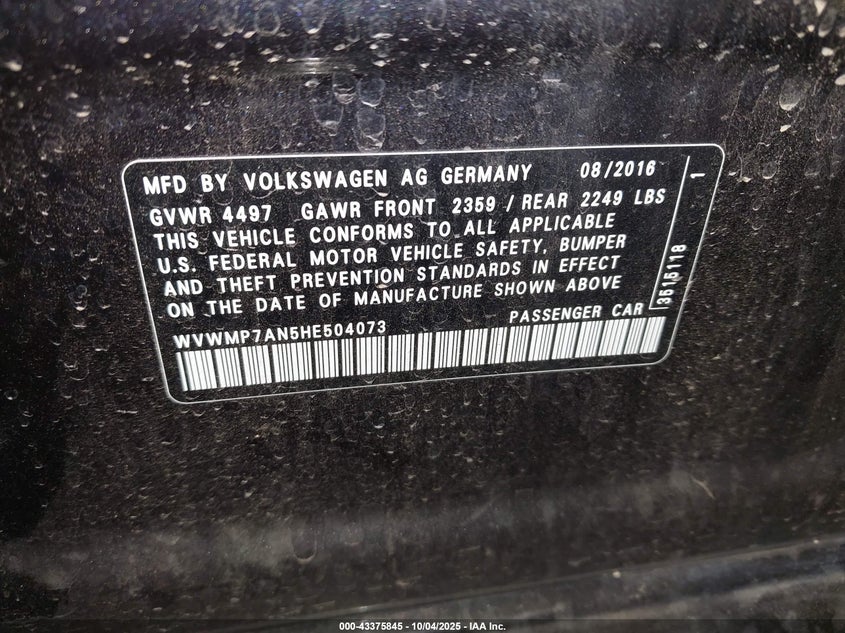 MFD BY VOLKSWAGEN AG GERMANY 08/2016
GVWR 4497 GAWR FRONT 2359 / REAR 2249 LBS
THIS VEHICLE CONFORMS TO ALL APPLICABLE
U.S. FEDERAL MOTOR VEHICLE SAFETY, BUMPER
AND THEFT PREVENTION STANDARDS IN EFFECT
ON THE DATE OF MANUFACTURE SHOWN ABOVE
WVWMP7AN5HE504073 PASSENGER CAR
3515118 1
000-43375845 - 10/04/2025 - IAA Inc.